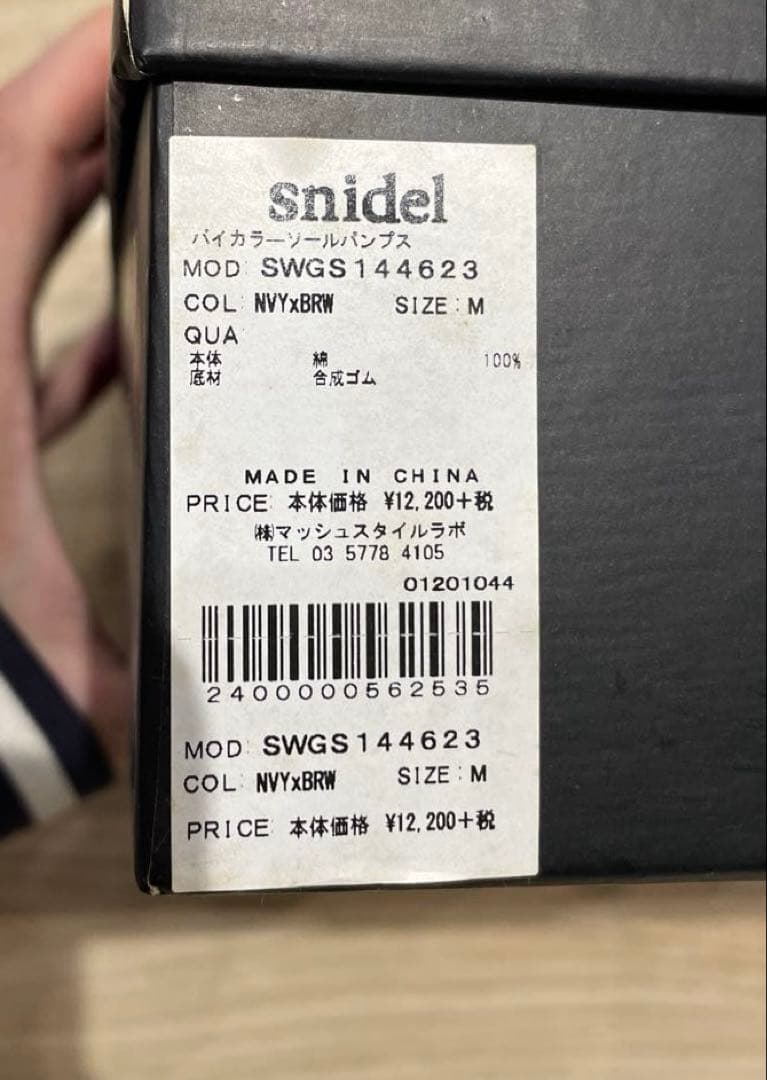 snidel
バイカラーソールパンプス
MOD: SWGS144623
COL: NVYxBRW SIZE: M
QUA
本体 綿 100%
底材 合成ゴム
MADE IN CHINA
PRICE: 本体価格 ¥12,200+税
㈱マッシュスタイルラボ
TEL 03 5778 4105
01201044
2400000562535
MOD: SWGS144623
COL: NVYxBRW SIZE: M
PRICE: 本体価格 ¥12,200+税